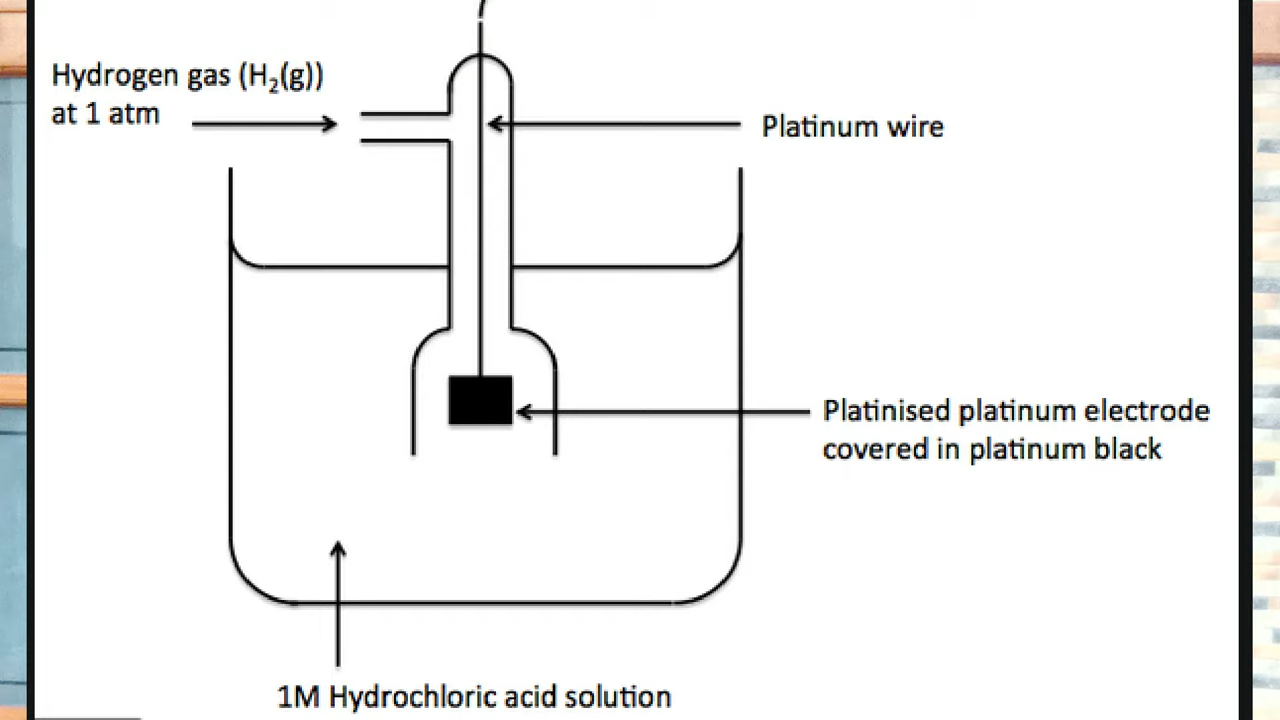 Hydrogen gas (H₂(g))
at 1 atm
Platinum wire
Platinised platinum electrode
covered in platinum black
1M Hydrochloric acid solution